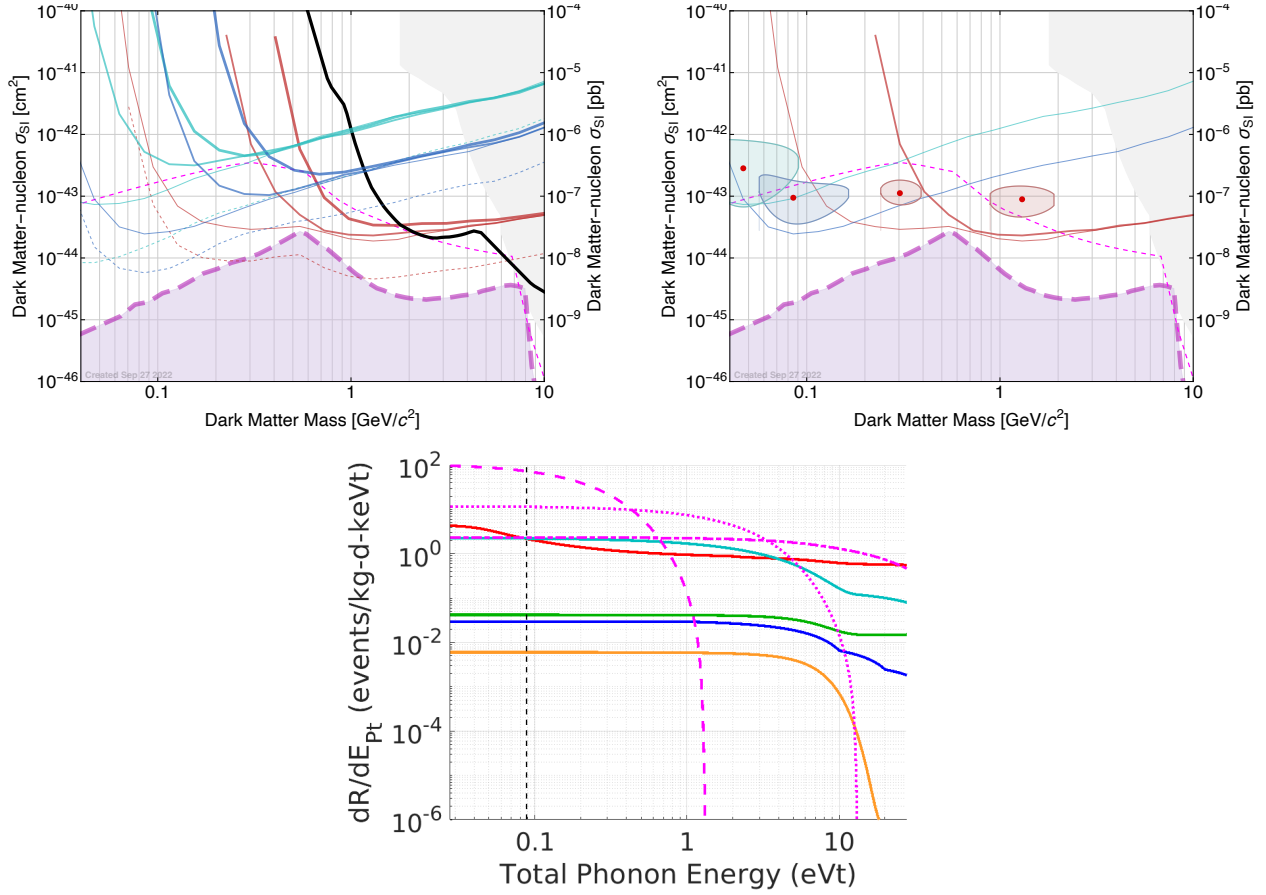 10⁻⁴⁰
10⁻⁴¹
10⁻⁴²
10⁻⁴³
10⁻⁴⁴
10⁻⁴⁵
10⁻⁴⁶
Dark Matter–nucleon σ_SI [cm²]
10⁻⁴
10⁻⁵
10⁻⁶
10⁻⁷
10⁻⁸
10⁻⁹
Dark Matter–nucleon σ_SI [pb]
Created Sep 27 2022
0.1 1 10
Dark Matter Mass [GeV/c²]
10⁻⁴⁰
10⁻⁴¹
10⁻⁴²
10⁻⁴³
10⁻⁴⁴
10⁻⁴⁵
10⁻⁴⁶
Dark Matter–nucleon σ_SI [cm²]
10⁻⁴
10⁻⁵
10⁻⁶
10⁻⁷
10⁻⁸
10⁻⁹
Dark Matter–nucleon σ_SI [pb]
Created Sep 27 2022
0.1 1 10
Dark Matter Mass [GeV/c²]
10²
10⁰
10⁻²
10⁻⁴
10⁻⁶
dR/dE_Pt (events/kg-d-keVt)
0.1 1 10
Total Phonon Energy (eVt)